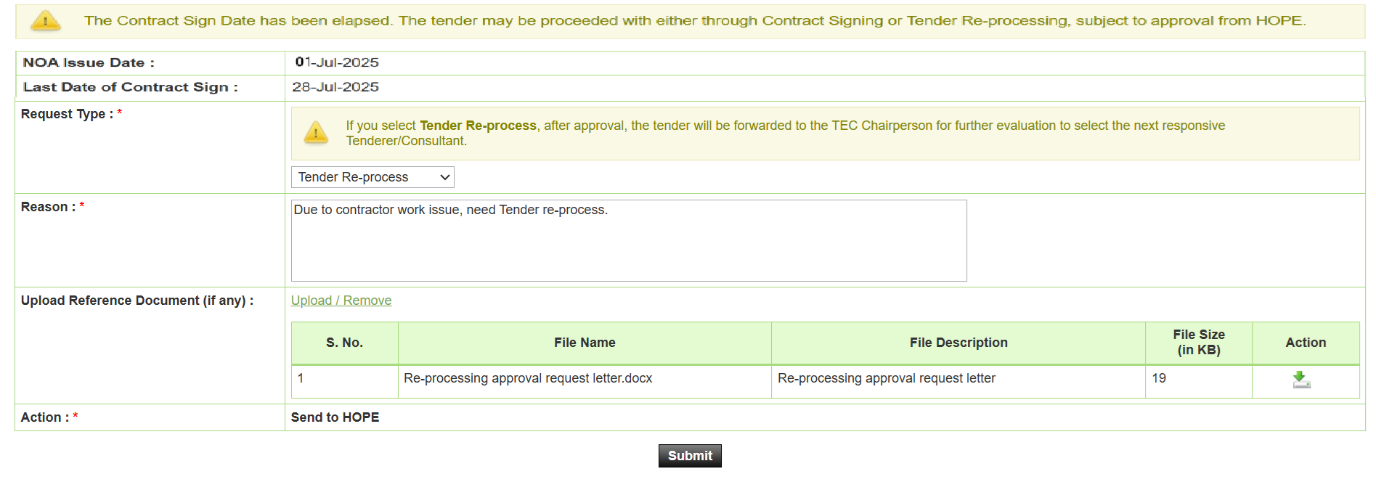 The Contract Sign Date has been elapsed. The tender may be proceeded with either through Contract Signing or Tender Re-processing, subject to approval from HOPE.
NOA Issue Date : 01-Jul-2025
Last Date of Contract Sign : 28-Jul-2025
Request Type : *
If you select Tender Re-process, after approval, the tender will be forwarded to the TEC Chairperson for further evaluation to select the next responsive
Tenderer/Consultant.
Tender Re-process
Reason : *
Due to contractor work issue, need Tender re-process.
Upload Reference Document (if any) : Upload / Remove
S. No. File Name File Description File Size (in KB) Action
1 Re-processing approval request letter.docx Re-processing approval request letter 19
Action : * Send to HOPE
Submit